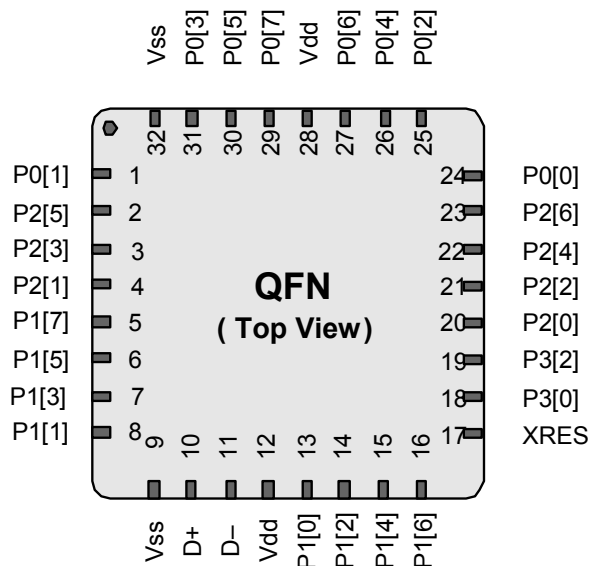 Vss P0[3] P0[5] P0[7] Vdd P0[6] P0[4] P0[2]
32 31 30 29 28 27 26 25
P0[1] 1 24 P0[0]
P2[5] 2 23 P2[6]
P2[3] 3 22 P2[4]
P2[1] 4 21 P2[2]
P1[7] 5 20 P2[0]
P1[5] 6 19 P3[2]
P1[3] 7 18 P3[0]
P1[1] 8 17 XRES
QFN
( Top View)
9 10 11 12 13 14 15 16
Vss D+ D– Vdd P1[0] P1[2] P1[4] P1[6]